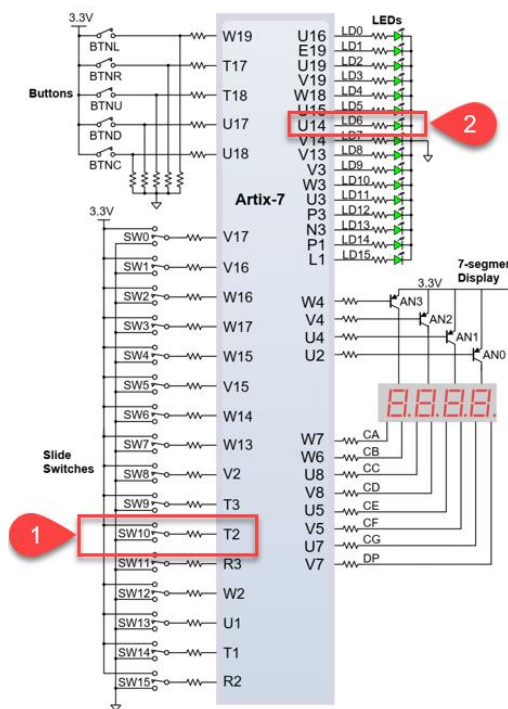 3.3V
BTNL
BTNR
Buttons
BTNU
BTND
BTNC
W19
T17
T18
U17
U18
Artix-7
LEDs
U16 LD0
E19 LD1
U19 LD2
V19 LD3
W18 LD4
U15 LD5
U14 LD6
V14 LD7
V13 LD8
V3 LD9
W3 LD10
U3 LD11
P3 LD12
N3 LD13
P1 LD14
L1 LD15
2
3.3V
SW0 V17
SW1 V16
SW2 W16
SW3 W17
SW4 W15
SW5 V15
SW6 W14
SW7 W13
Slide
Switches
SW8 V2
SW9 T3
1
SW10 T2
SW11 R3
SW12 W2
SW13 U1
SW14 T1
SW15 R2
7-segmen
Display
3.3V
W4 AN3
V4 AN2
U4 AN1
U2 AN0
8.8.8.8.
W7 CA
W6 CB
U8 CC
V8 CD
U5 CE
V5 CF
U7 CG
V7 DP